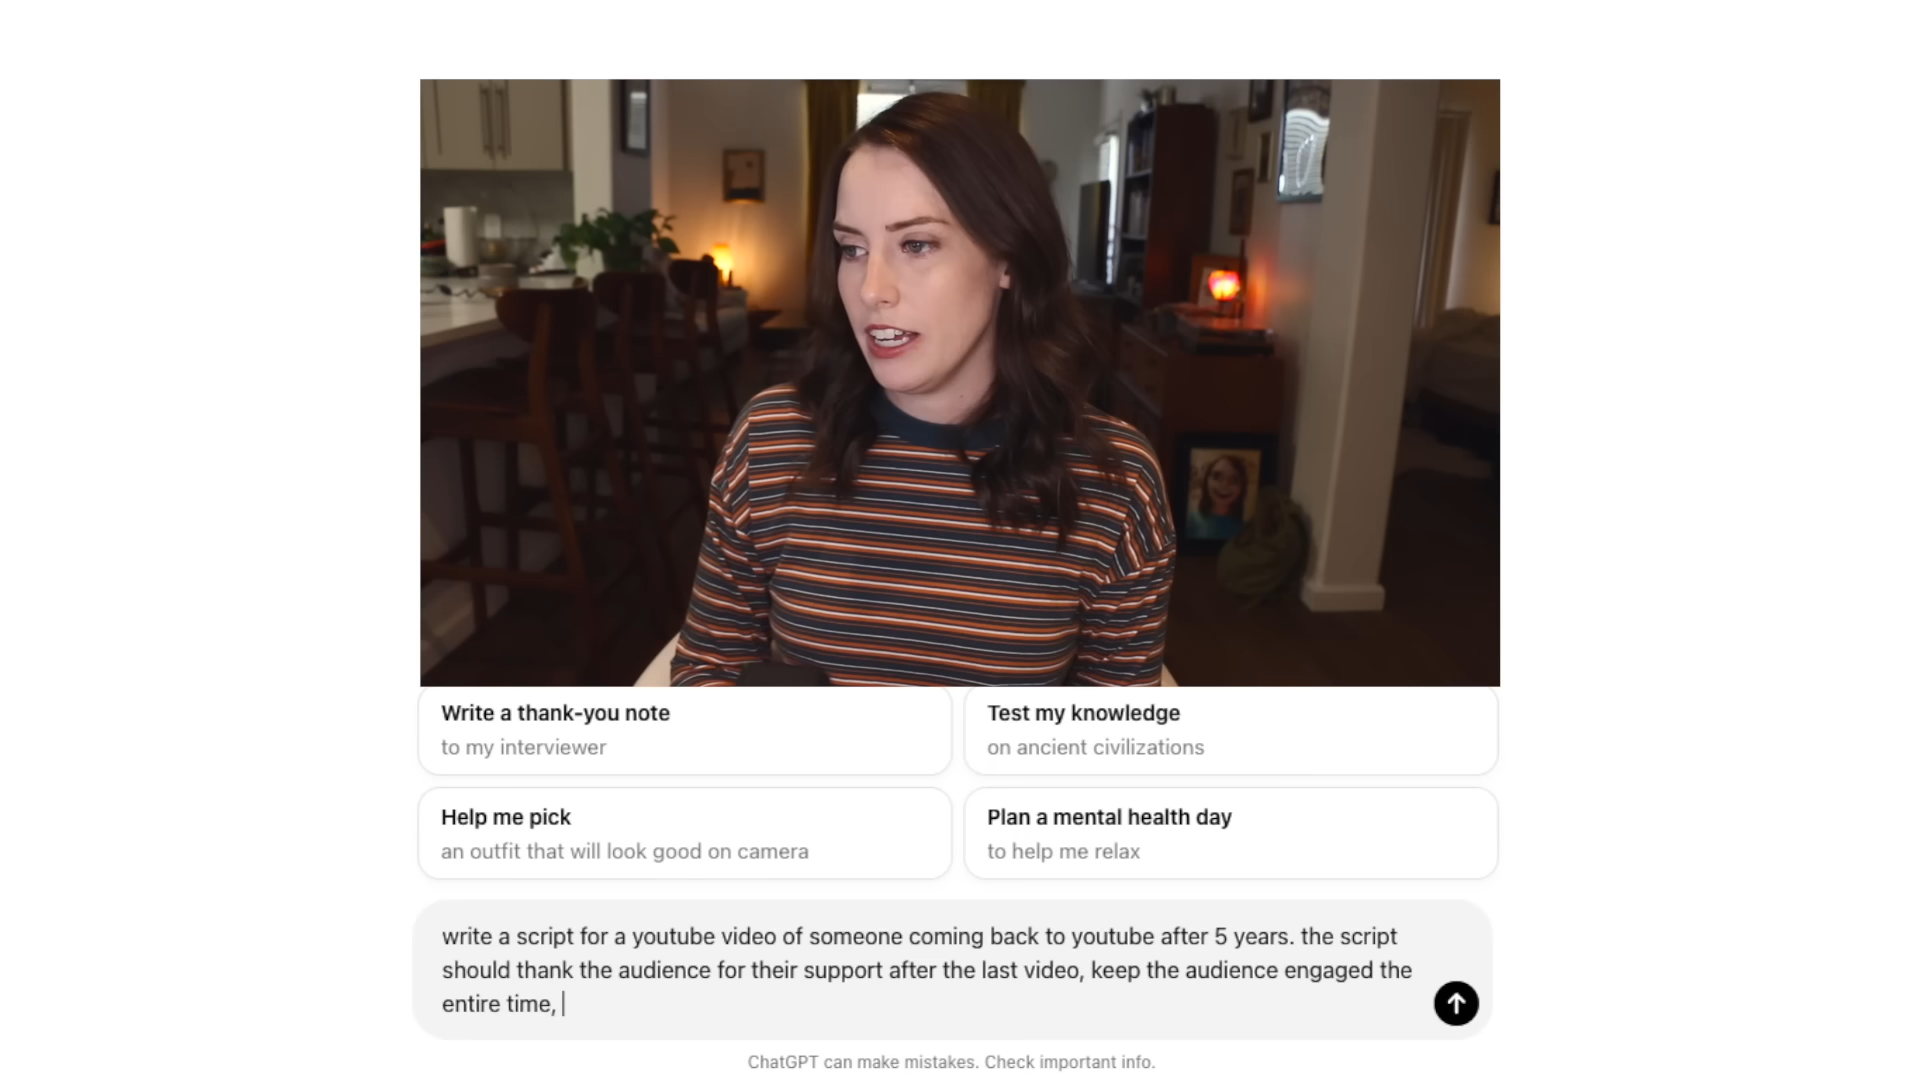 Write a thank-you note
to my interviewer
Test my knowledge
on ancient civilizations
Help me pick
an outfit that will look good on camera
Plan a mental health day
to help me relax
write a script for a youtube video of someone coming back to youtube after 5 years. the script
should thank the audience for their support after the last video, keep the audience engaged the
entire time,
ChatGPT can make mistakes. Check important info.